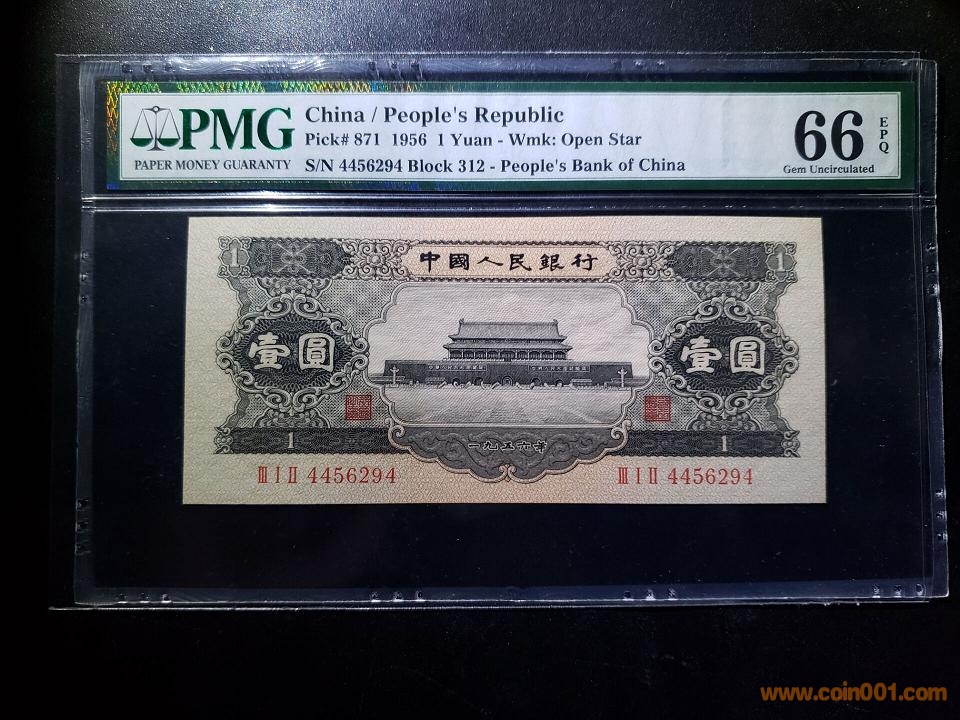 PMG
PAPER MONEY GUARANTY
China / People's Republic
Pick# 871 1956 1 Yuan - Wmk: Open Star
S/N 4456294 Block 312 - People's Bank of China
66
EPQ
Gem Uncirculated
1 中國人民銀行 1
壹圓 壹圓
1 一九五六年 1
Ⅲ Ⅰ Ⅱ 4456294 Ⅲ Ⅰ Ⅱ 4456294
www.coin001.com